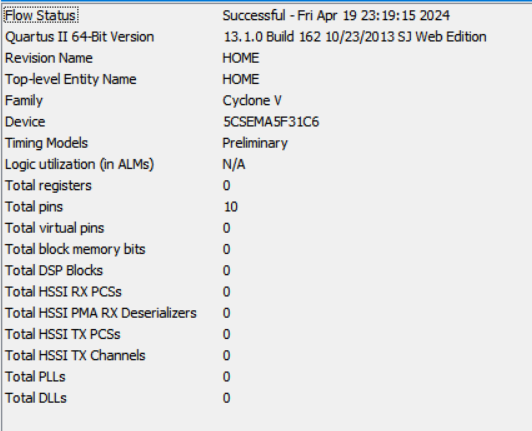 Flow Status Successful - Fri Apr 19 23:19:15 2024
Quartus II 64-Bit Version 13.1.0 Build 162 10/23/2013 SJ Web Edition
Revision Name HOME
Top-level Entity Name HOME
Family Cyclone V
Device 5CSEMA5F31C6
Timing Models Preliminary
Logic utilization (in ALMs) N/A
Total registers 0
Total pins 10
Total virtual pins 0
Total block memory bits 0
Total DSP Blocks 0
Total HSSI RX PCSs 0
Total HSSI PMA RX Deserializers 0
Total HSSI TX PCSs 0
Total HSSI TX Channels 0
Total PLLs 0
Total DLLs 0